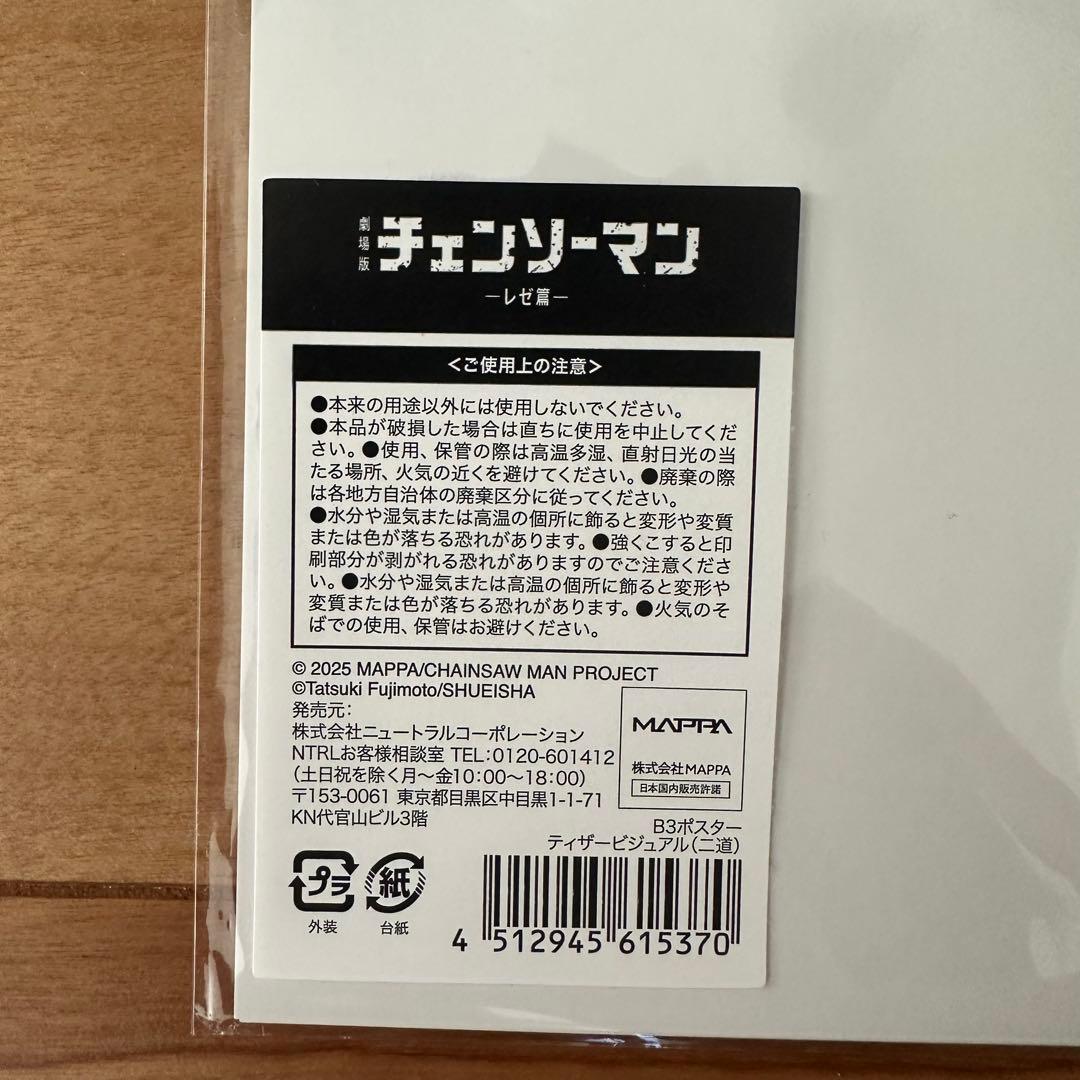 劇場版
チェンソーマン
ーレゼ篇ー
＜ご使用上の注意＞
●本来の用途以外には使用しないでください。
●本品が破損した場合は直ちに使用を中止してくだ
さい。●使用、保管の際は高温多湿、直射日光の当
たる場所、火気の近くを避けてください。●廃棄の際
は各地方自治体の廃棄区分に従ってください。
●水分や湿気または高温の個所に飾ると変形や変質
または色が落ちる恐れがあります。●強くこすると印
刷部分が剥がれる恐れがありますのでご注意くださ
い。●水分や湿気または高温の個所に飾ると変形や
変質または色が落ちる恐れがあります。●火気のそ
ばでの使用、保管はお避けください。
© 2025 MAPPA/CHAINSAW MAN PROJECT
©Tatsuki Fujimoto/SHUEISHA
発売元：
株式会社ニュートラルコーポレーション
NTRLお客様相談室 TEL:0120-601412
（土日祝を除く月〜金10:00〜18:00）
〒153-0061 東京都目黒区中目黒1-1-71
KN代官山ビル3階
MAPPA
株式会社MAPPA
日本国内販売許諾
B3ポスター
ティザービジュアル（二道）
プラ
外装
紙
台紙
4 512945 615370